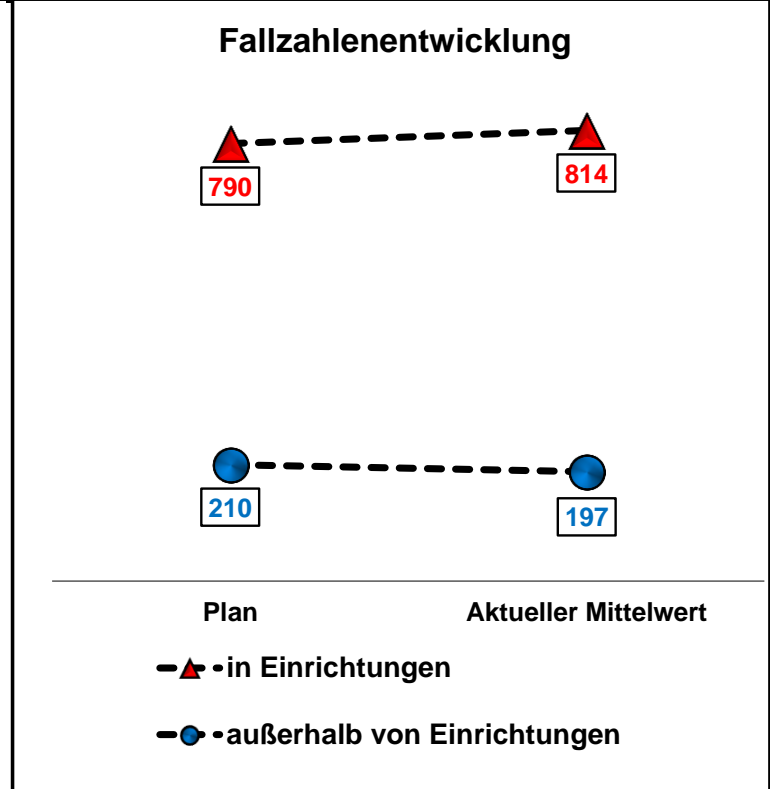 Fallzahlenentwicklung
790
814
210
197
Plan
Aktueller Mittelwert
in Einrichtungen
außerhalb von Einrichtungen